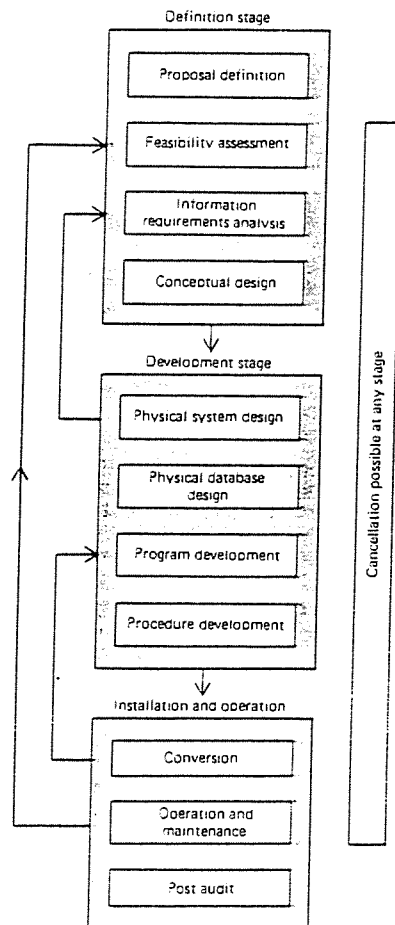 Definition stage
Proposal definition
Feasibility assessment
Information
requirements analysis
Conceptual design
Development stage
Physical system design
Physical database
design
Program development
Procedure development
Installation and operation
Conversion
Operation and
maintenance
Post audit
Cancellation possible at any stage